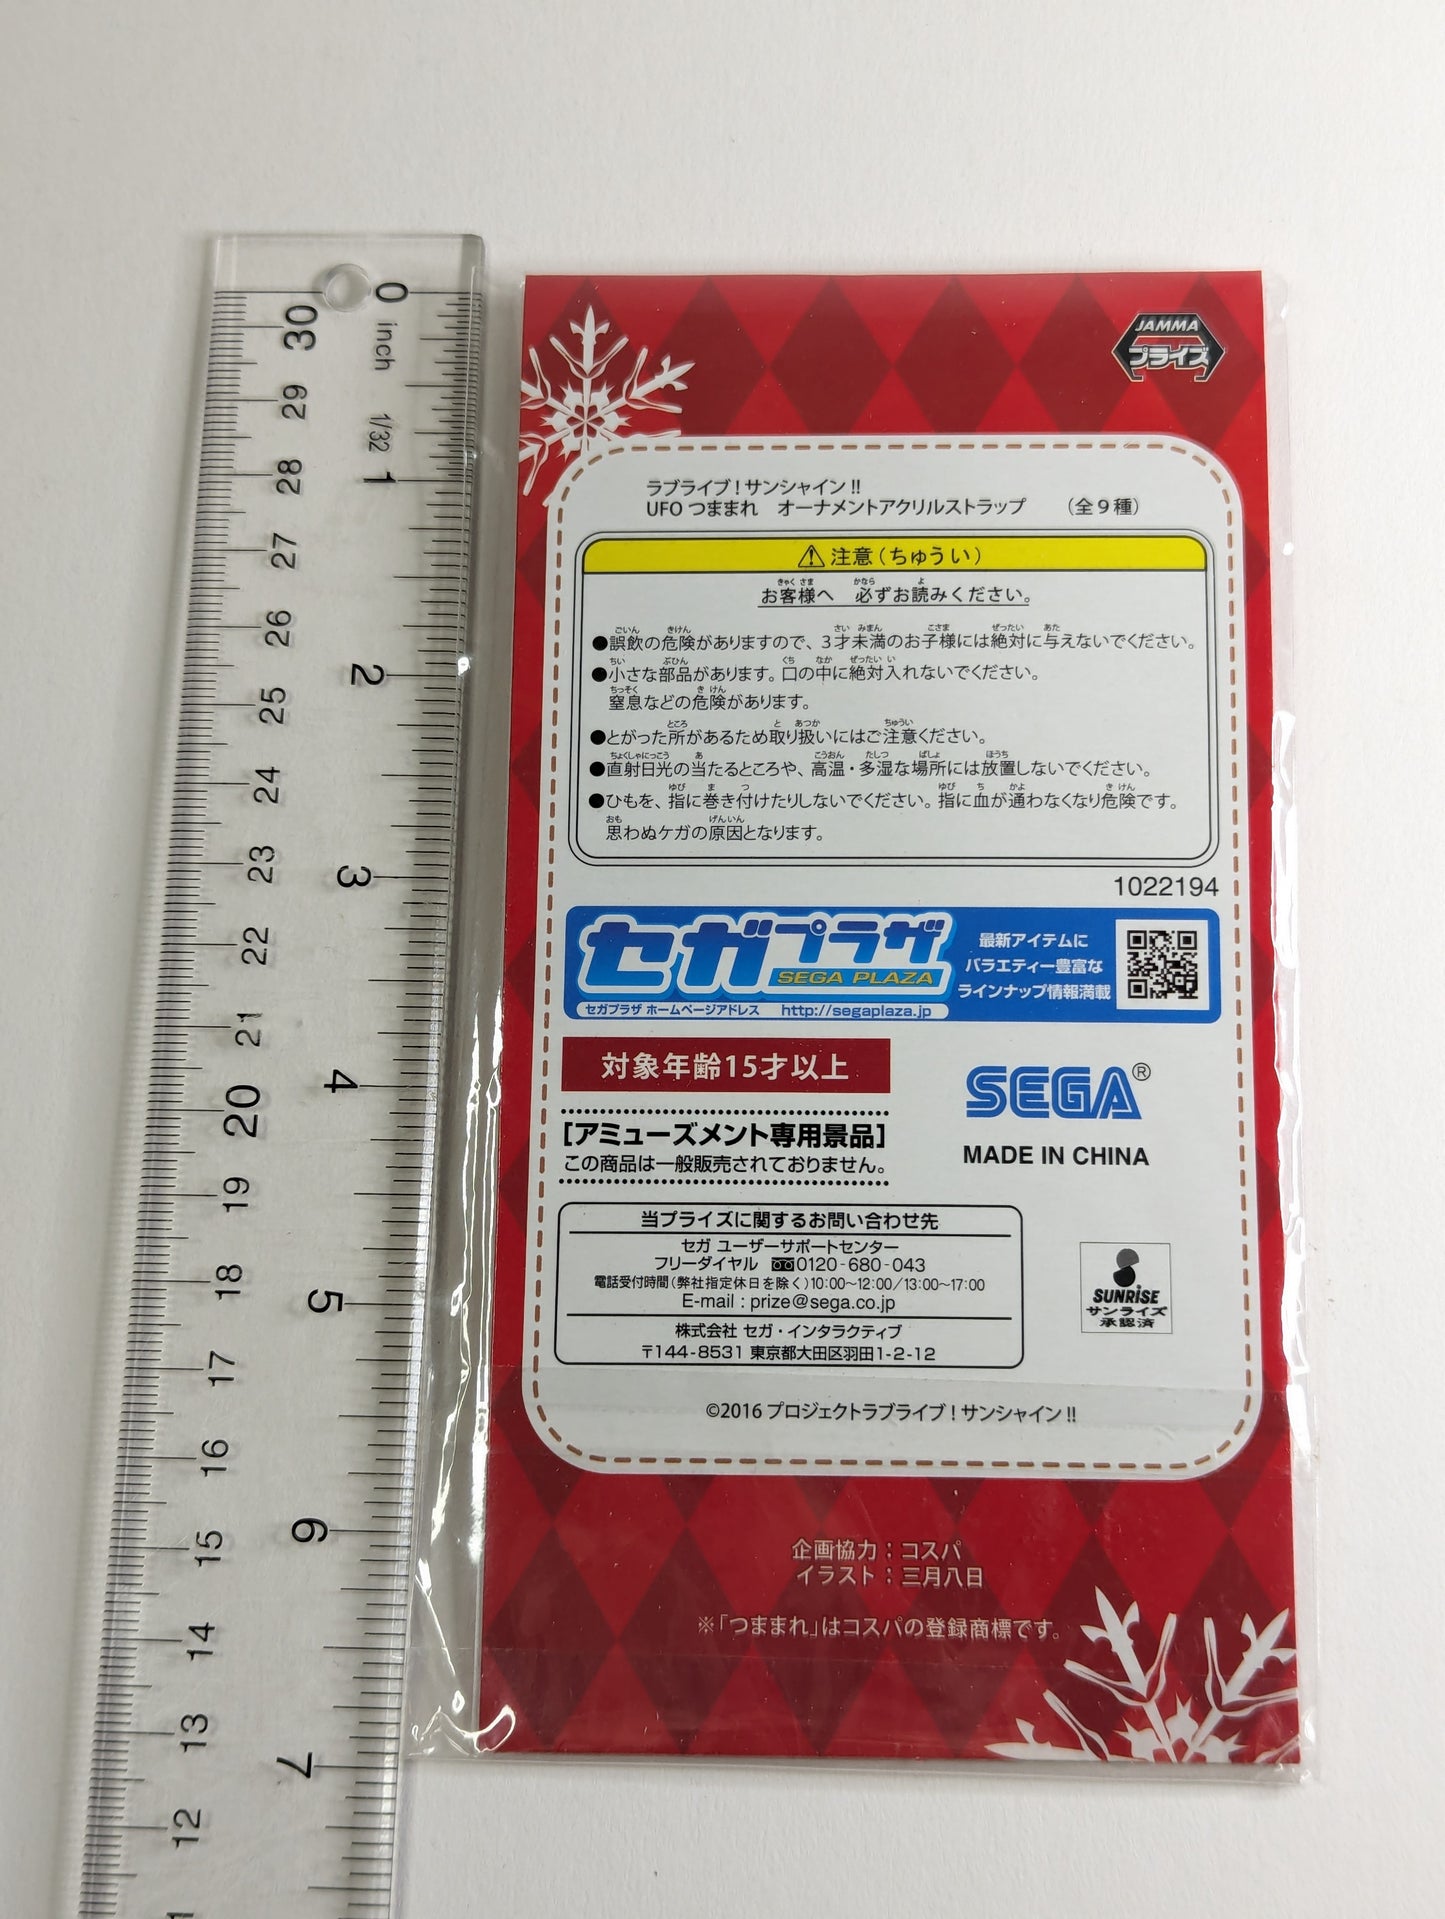 JAMMA
プライズ
ラブライブ！サンシャイン!!
UFO つままれ　オーナメントアクリルストラップ　（全９種）
注意（ちゅうい）
お客様へ　必ずお読みください。
●誤飲の危険がありますので、３才未満のお子様には絶対に与えないでください。
●小さな部品があります。口の中に絶対入れないでください。
窒息などの危険があります。
●とがった所があるため取り扱いにはご注意ください。
●直射日光の当たるところや、高温・多湿な場所には放置しないでください。
●ひもを、指に巻き付けたりしないでください。指に血が通わなくなり危険です。
思わぬケガの原因となります。
1022194
セガプラザ
SEGA PLAZA
最新アイテムに
バラエティー豊富な
ラインナップ情報満載
セガプラザ ホームページアドレス　http://segaplaza.jp
対象年齢15才以上
SEGA®
MADE IN CHINA
[アミューズメント専用景品]
この商品は一般販売されておりません。
当プライズに関するお問い合わせ先
セガ ユーザーサポートセンター
フリーダイヤル 0120-680-043
電話受付時間（弊社指定休日を除く）10:00〜12:00/13:00〜17:00
E-mail : prize@sega.co.jp
株式会社 セガ・インタラクティブ
〒144-8531 東京都大田区羽田1-2-12
SUNRiSE
サンライズ
承認済
©2016 プロジェクトラブライブ！サンシャイン!!
企画協力：コスパ
イラスト：三月八日
※「つままれ」はコスパの登録商標です。
0 inch 1/32 1 2 3 4 5 6 7
30 29 28 27 26 25 24 23 22 21 20 19 18 17 16 15 14 13 12